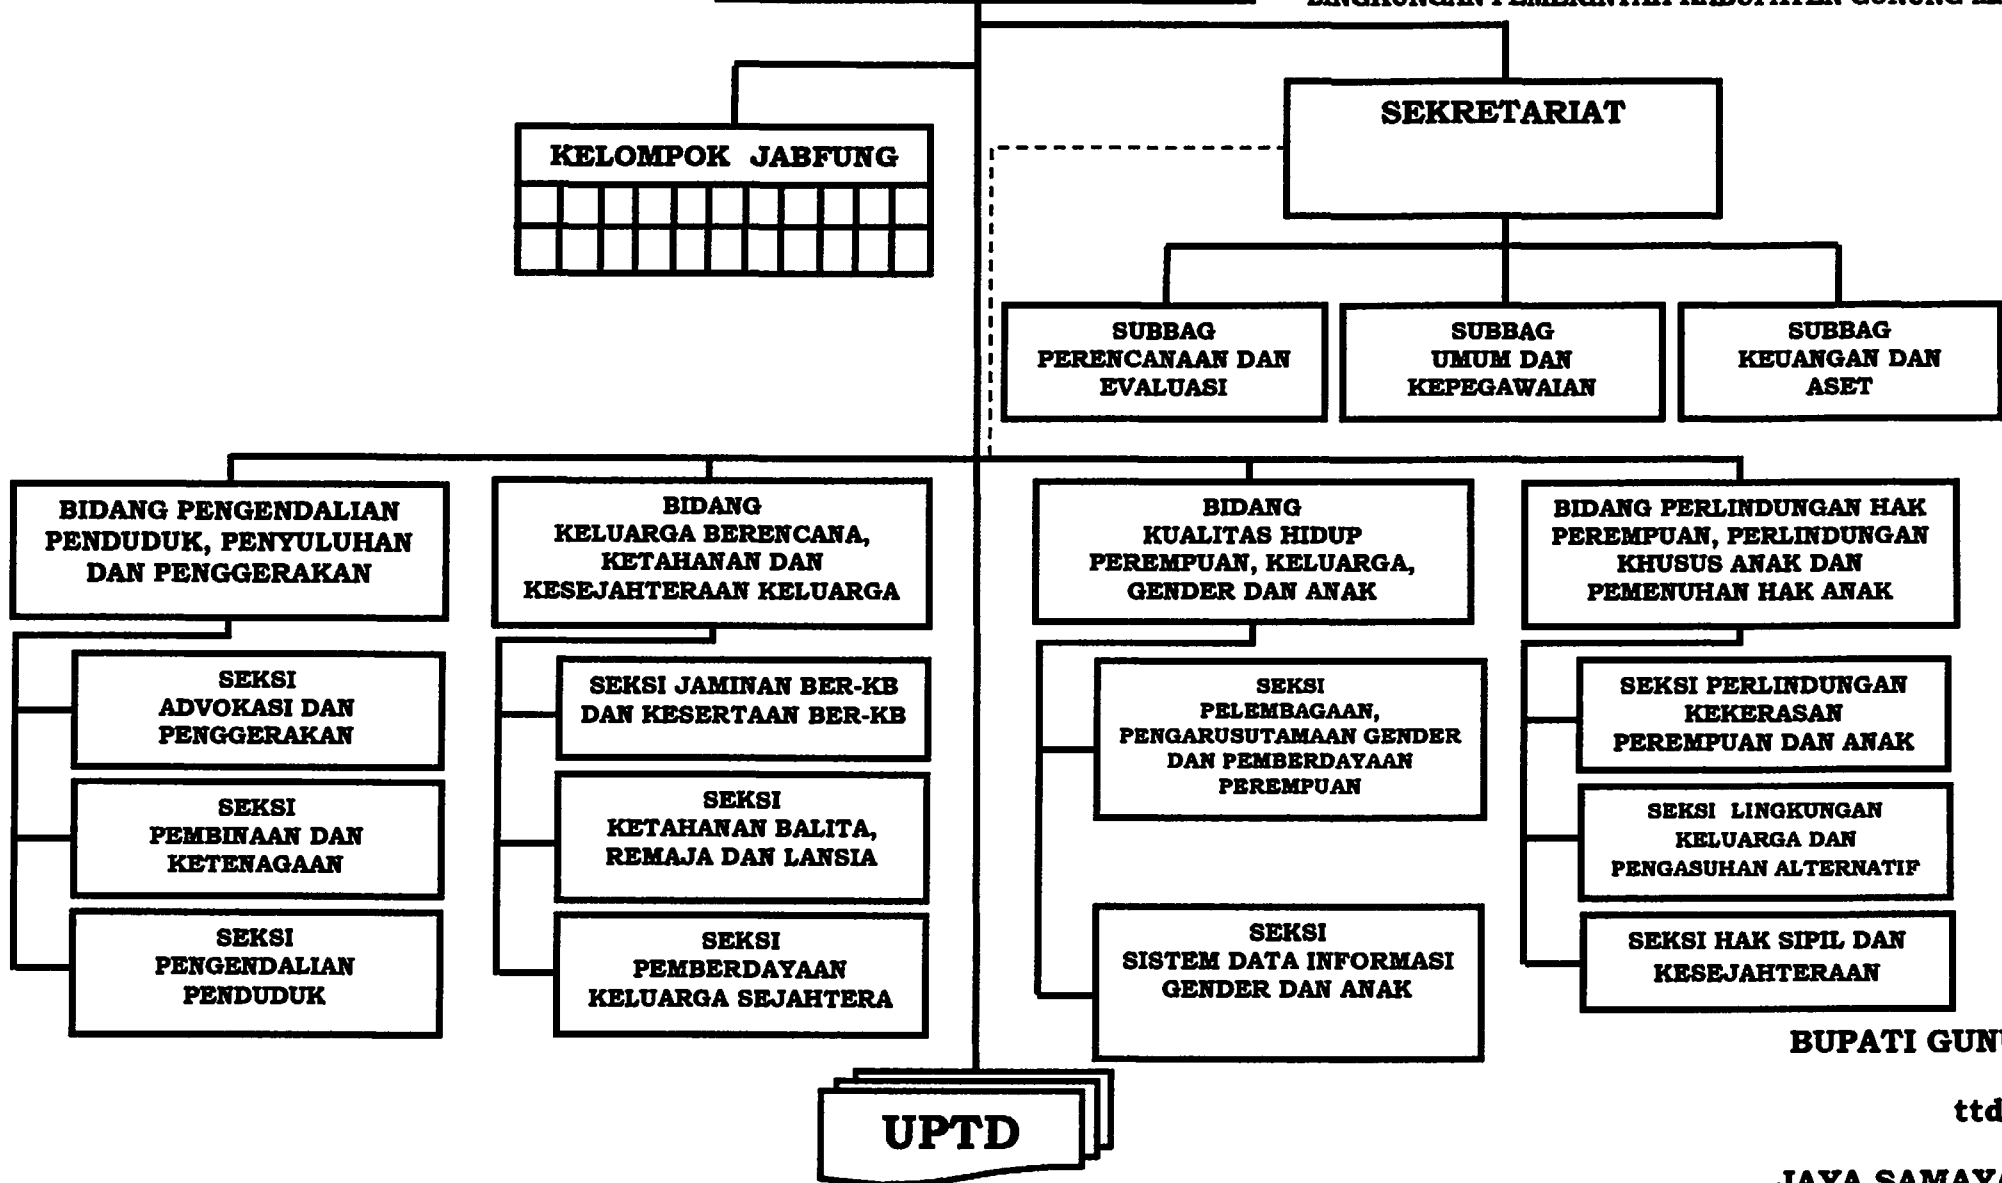 SEKRETARIAT
KELOMPOK JABFUNG
SUBBAG
PERENCANAAN DAN
EVALUASI
SUBBAG
UMUM DAN
KEPEGAWAIAN
SUBBAG
KEUANGAN DAN
ASET
BIDANG PENGENDALIAN
PENDUDUK, PENYULUHAN
DAN PENGGERAKAN
BIDANG
KELUARGA BERENCANA,
KETAHANAN DAN
KESEJAHTERAAN KELUARGA
BIDANG
KUALITAS HIDUP
PEREMPUAN, KELUARGA,
GENDER DAN ANAK
BIDANG PERLINDUNGAN HAK
PEREMPUAN, PERLINDUNGAN
KHUSUS ANAK DAN
PEMENUHAN HAK ANAK
SEKSI
ADVOKASI DAN
PENGGERAKAN
SEKSI
PEMBINAAN DAN
KETENAGAAN
SEKSI
PENGENDALIAN
PENDUDUK
SEKSI JAMINAN BER-KB
DAN KESERTAAN BER-KB
SEKSI
KETAHANAN BALITA,
REMAJA DAN LANSIA
SEKSI
PEMBERDAYAAN
KELUARGA SEJAHTERA
SEKSI
PELEMBAGAAN,
PENGARUSUTAMAAN GENDER
DAN PEMBERDAYAAN
PEREMPUAN
SEKSI
SISTEM DATA INFORMASI
GENDER DAN ANAK
SEKSI PERLINDUNGAN
KEKERASAN
PEREMPUAN DAN ANAK
SEKSI LINGKUNGAN
KELUARGA DAN
PENGASUHAN ALTERNATIF
SEKSI HAK SIPIL DAN
KESEJAHTERAAN
UPTD
BUPATI
ttd
JAYA